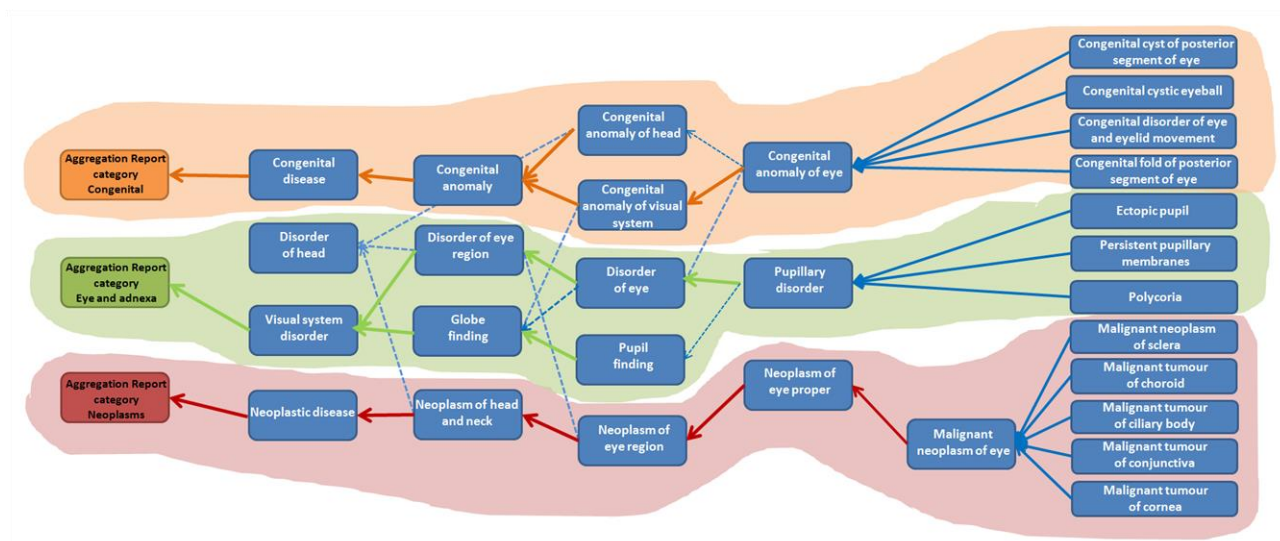 Aggregation Report
category
Congenital
Congenital
disease
Congenital
anomaly
Congenital
anomaly of head
Congenital
anomaly of visual
system
Congenital
anomaly of eye
Congenital cyst of posterior
segment of eye
Congenital cystic eyeball
Congenital disorder of eye
and eyelid movement
Congenital fold of posterior
segment of eye
Aggregation Report
category
Eye and adnexa
Disorder
of head
Visual system
disorder
Disorder of eye
region
Globe
finding
Disorder
of eye
Pupil
finding
Pupillary
disorder
Ectopic pupil
Persistent pupillary
membranes
Polycoria
Aggregation Report
category
Neoplasms
Neoplastic disease
Neoplasm of head
and neck
Neoplasm of
eye region
Neoplasm of
eye proper
Malignant
neoplasm of eye
Malignant neoplasm
of sclera
Malignant tumour
of choroid
Malignant tumour
of ciliary body
Malignant tumour
of conjunctiva
Malignant tumour
of cornea